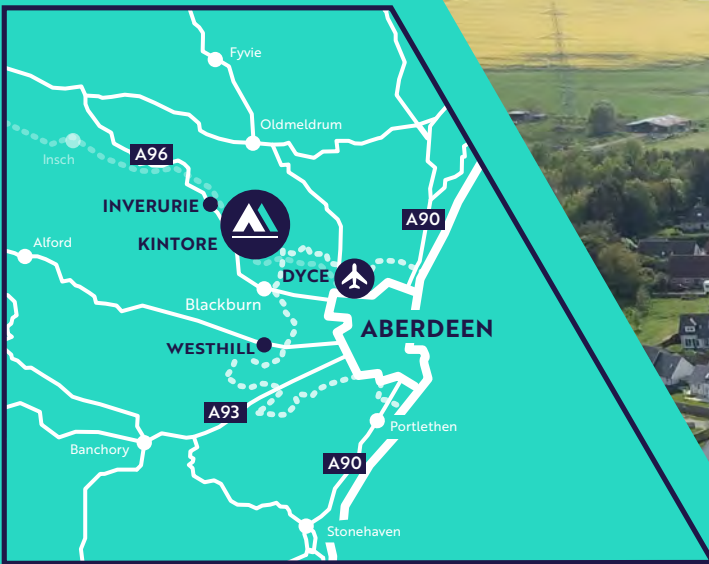 Fyvie
Oldmeldrum
A96
Insch
INVERURIE
A90
KINTORE
Alford
DYCE
Blackburn
ABERDEEN
WESTHILL
A93
Portlethen
Banchory
A90
Stonehaven